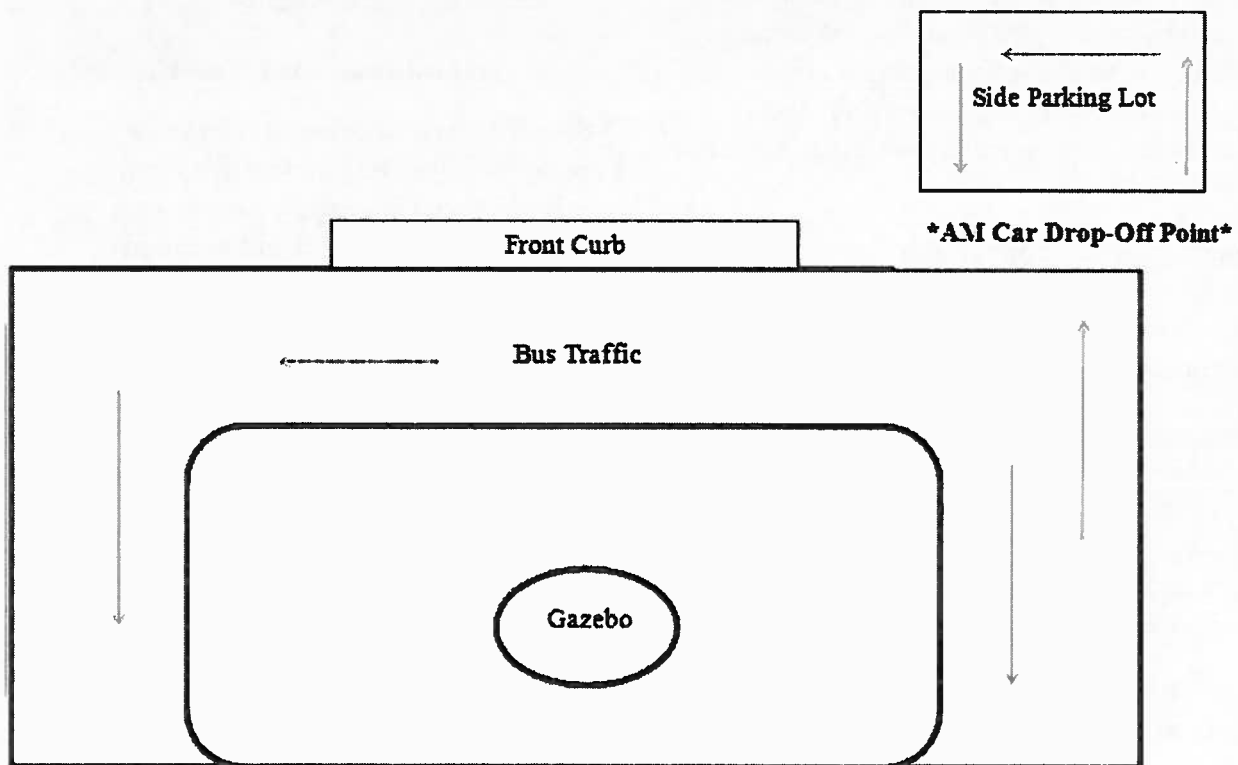 Side Parking Lot
*AM Car Drop-Off Point*
Front Curb
Bus Traffic
Gazebo